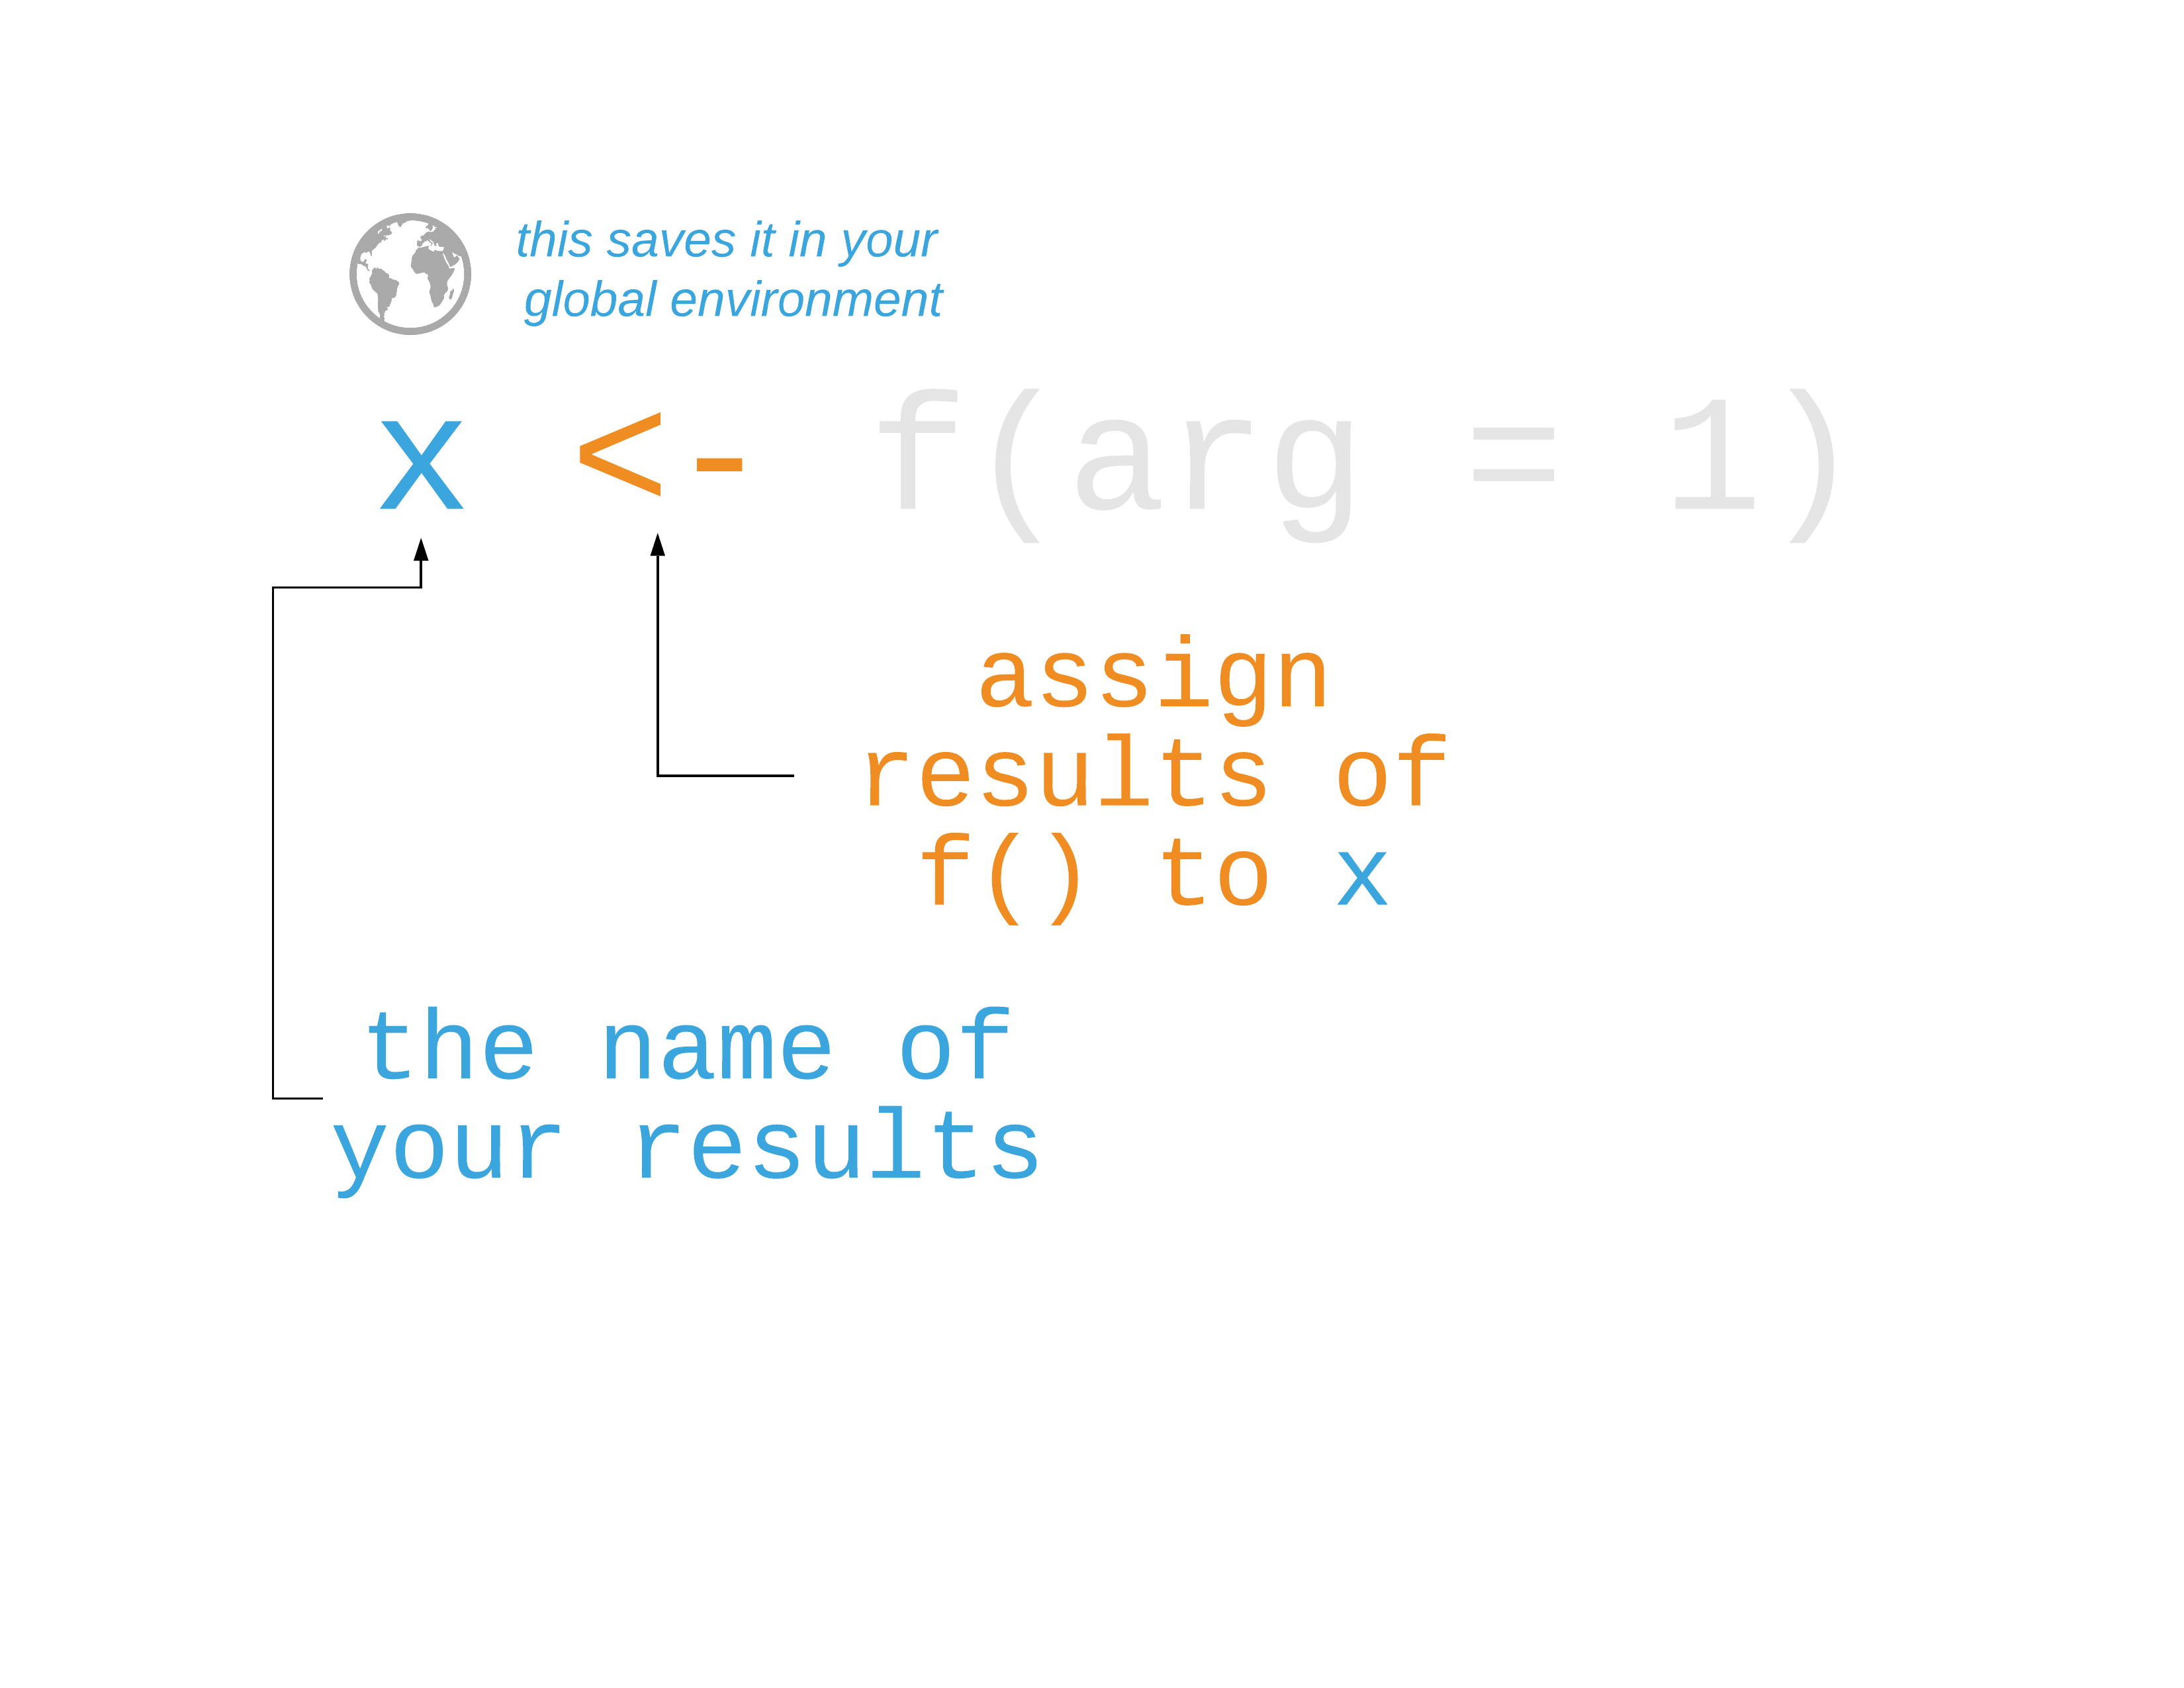 this saves it in your
global environment
x <- f(arg = 1)
assign
results of
f() to x
the name of
your results